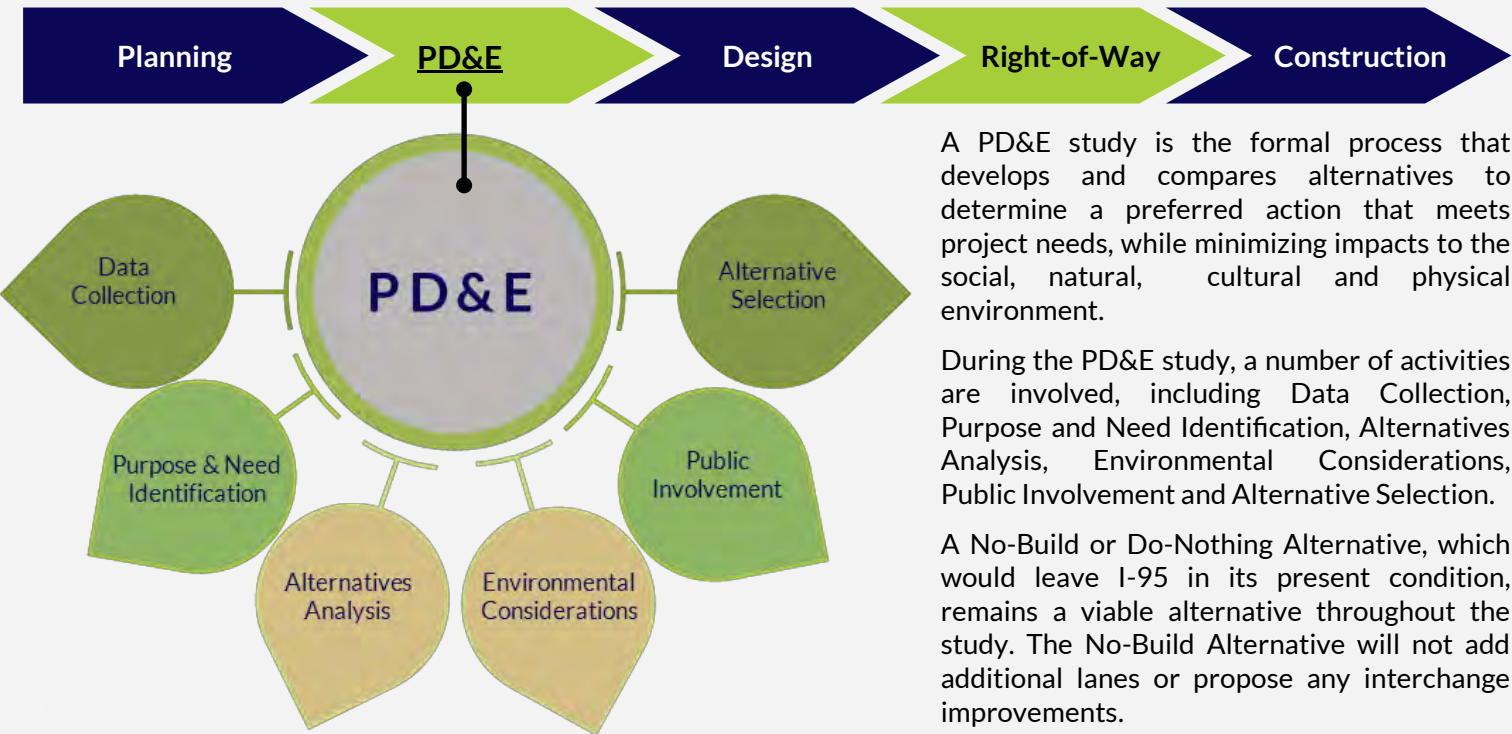 Planning
PD&E
Design
Right-of-Way
Construction
PD&E
Data
Collection
Purpose & Need
Identification
Alternatives
Analysis
Environmental
Considerations
Public
Involvement
Alternative
Selection
A PD&E study is the formal process that
develops and compares alternatives to
determine a preferred action that meets
project needs, while minimizing impacts to the
social, natural, cultural and physical
environment.
During the PD&E study, a number of activities
are involved, including Data Collection,
Purpose and Need Identification, Alternatives
Analysis, Environmental Considerations,
Public Involvement and Alternative Selection.
A No-Build or Do-Nothing Alternative, which
would leave I-95 in its present condition,
remains a viable alternative throughout the
study. The No-Build Alternative will not add
additional lanes or propose any interchange
improvements.